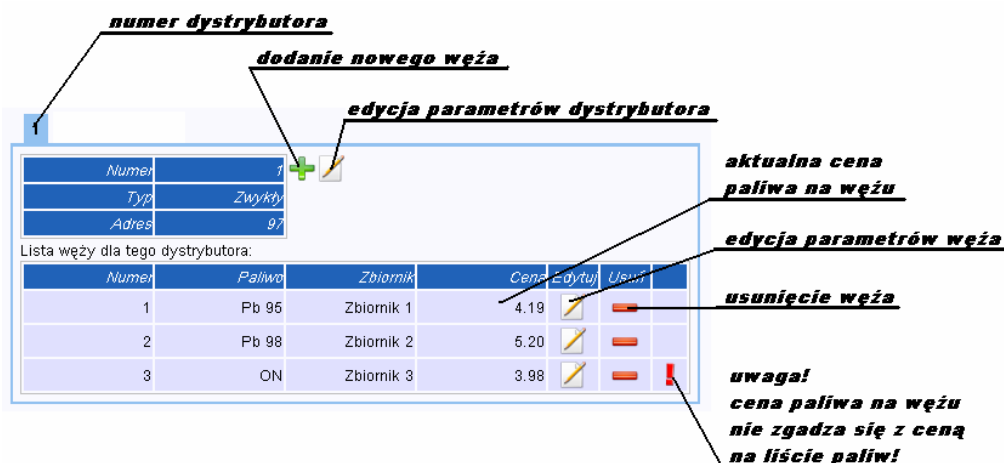 numer dystrybutora
dodanie nowego węża
edycja parametrów dystrybutora
1
Numer 1
Typ Zwykły
Adres 97
Lista węży dla tego dystrybutora:
Numer Paliwo Zbiornik Cena Edytuj Usuń
1 Pb 95 Zbiornik 1 4.19
2 Pb 98 Zbiornik 2 5.20
3 ON Zbiornik 3 3.98 !
aktualna cena
paliwa na wężu
edycja parametrów węża
usunięcie węża
uwaga!
cena paliwa na wężu
nie zgadza się z ceną
na liście paliw!